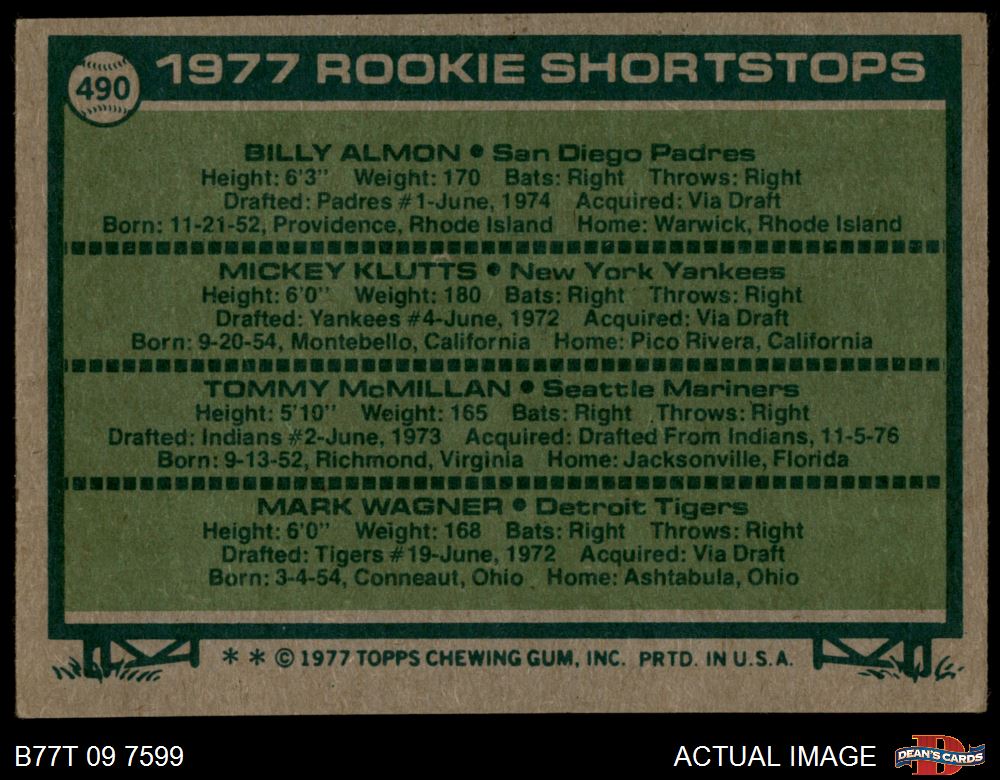 490
1977 ROOKIE SHORTSTOPS
BILLY ALMON • San Diego Padres
Height: 6'3" Weight: 170 Bats: Right Throws: Right
Drafted: Padres #1-June, 1974 Acquired: Via Draft
Born: 11-21-52, Providence, Rhode Island Home: Warwick, Rhode Island
MICKEY KLUTTS • New York Yankees
Height: 6'0" Weight: 180 Bats: Right Throws: Right
Drafted: Yankees #4-June, 1972 Acquired: Via Draft
Born: 9-20-54, Montebello, California Home: Pico Rivera, California
TOMMY McMILLAN • Seattle Mariners
Height: 5'10" Weight: 165 Bats: Right Throws: Right
Drafted: Indians #2-June, 1973 Acquired: Drafted From Indians, 11-5-76
Born: 9-13-52, Richmond, Virginia Home: Jacksonville, Florida
MARK WAGNER • Detroit Tigers
Height: 6'0" Weight: 168 Bats: Right Throws: Right
Drafted: Tigers #19-June, 1972 Acquired: Via Draft
Born: 3-4-54, Conneaut, Ohio Home: Ashtabula, Ohio
* * © 1977 TOPPS CHEWING GUM, INC. PRTD. IN U.S.A.
B77T 09 7599
ACTUAL IMAGE
D
DEAN'S CARDS